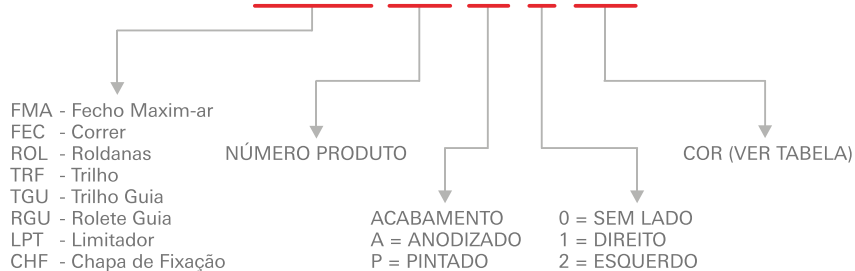 FMA - Fecho Maxim-ar
FEC - Correr
ROL - Roldanas
TRF - Trilho
TGU - Trilho Guia
RGU - Rolete Guia
LPT - Limitador
CHF - Chapa de Fixação
NÚMERO PRODUTO
ACABAMENTO
A = ANODIZADO
P = PINTADO
0 = SEM LADO
1 = DIREITO
2 = ESQUERDO
COR (VER TABELA)